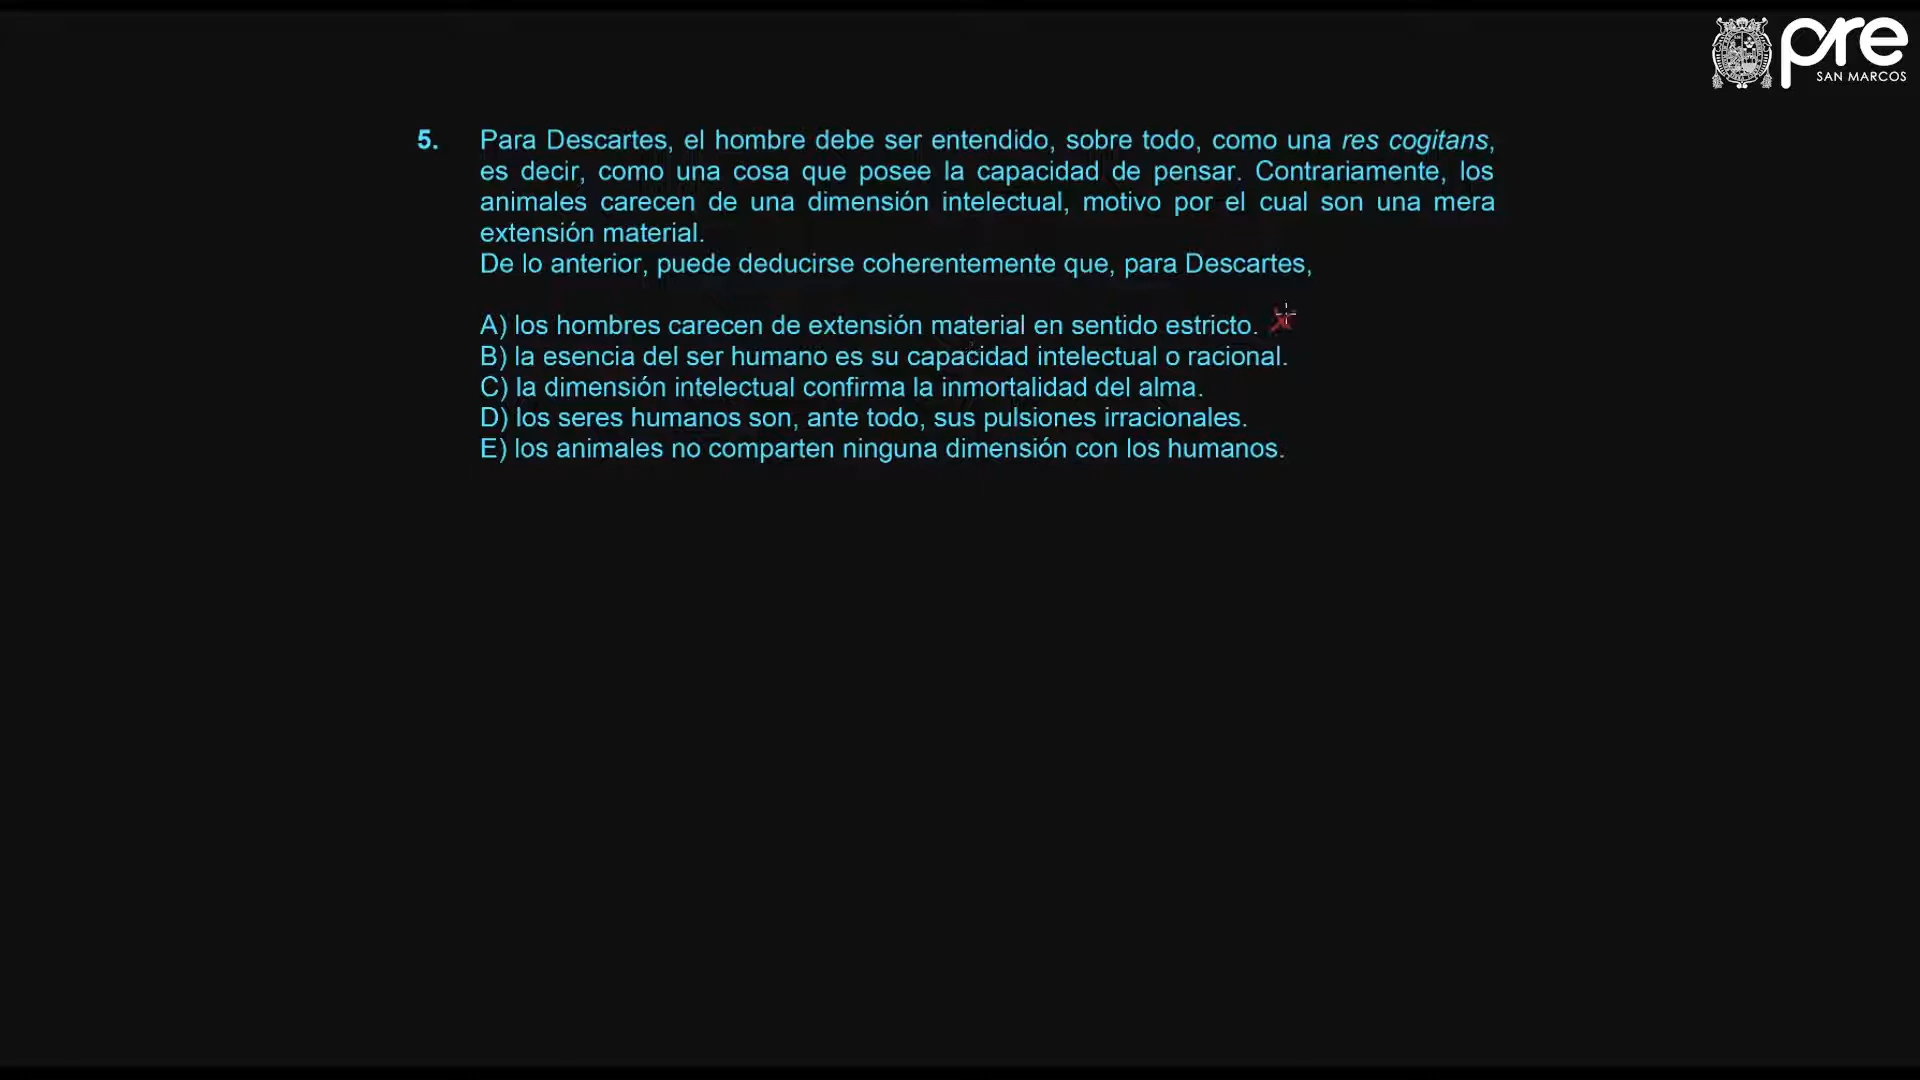 pre
SAN MARCOS
5. Para Descartes, el hombre debe ser entendido, sobre todo, como una res cogitans,
es decir, como una cosa que posee la capacidad de pensar. Contrariamente, los
animales carecen de una dimensión intelectual, motivo por el cual son una mera
extensión material.
De lo anterior, puede deducirse coherentemente que, para Descartes,
A) los hombres carecen de extensión material en sentido estricto.
B) la esencia del ser humano es su capacidad intelectual o racional.
C) la dimensión intelectual confirma la inmortalidad del alma.
D) los seres humanos son, ante todo, sus pulsiones irracionales.
E) los animales no comparten ninguna dimensión con los humanos.